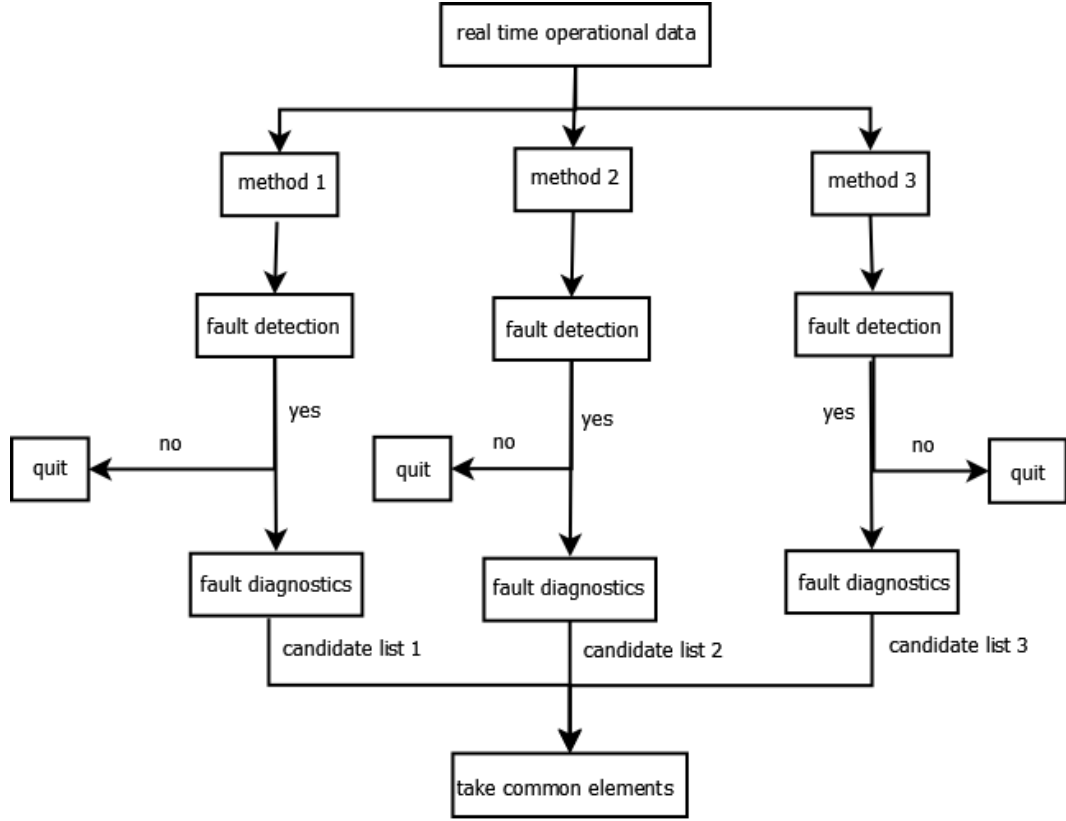 real time operational data
method 1
method 2
method 3
fault detection
fault detection
fault detection
yes
yes
yes
no
no
no
quit
quit
quit
fault diagnostics
fault diagnostics
fault diagnostics
candidate list 1
candidate list 2
candidate list 3
take common elements